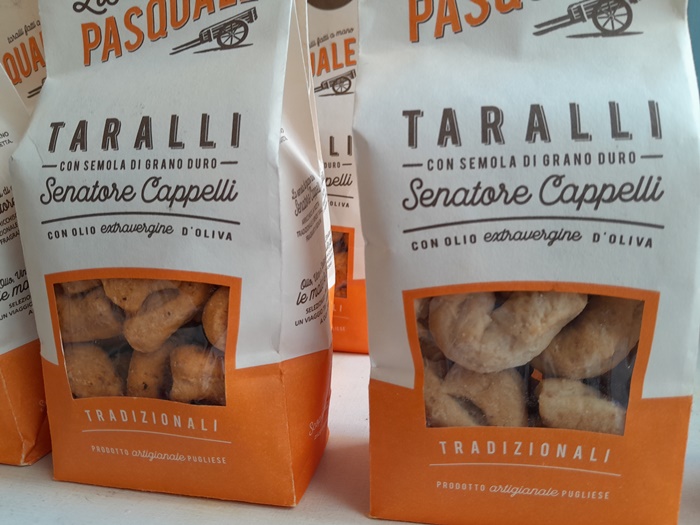 PASQUALE
TARALLI
CON SEMOLA DI GRANO DURO
Senatore Cappelli
CON OLIO extravergine D'OLIVA
TRADIZIONALI
PRODOTTO artigianale PUGLIESE
PASQUALE
TARALLI
CON SEMOLA DI GRANO DURO
Senatore Cappelli
CON OLIO extravergine D'OLIVA
TRADIZIONALI
PRODOTTO artigianale PUGLIESE